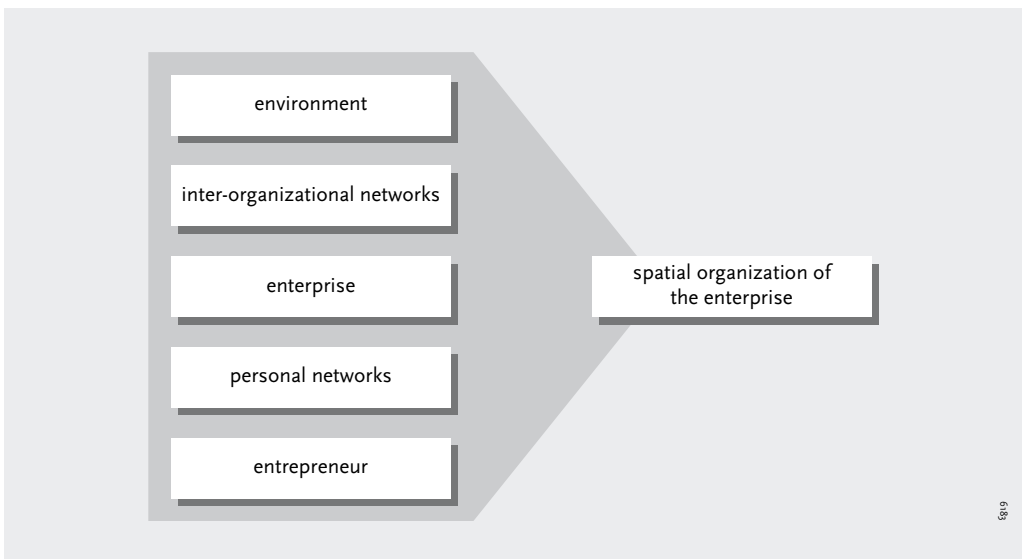 environment
inter-organizational networks
enterprise
spatial organization of
the enterprise
personal networks
entrepreneur
6183